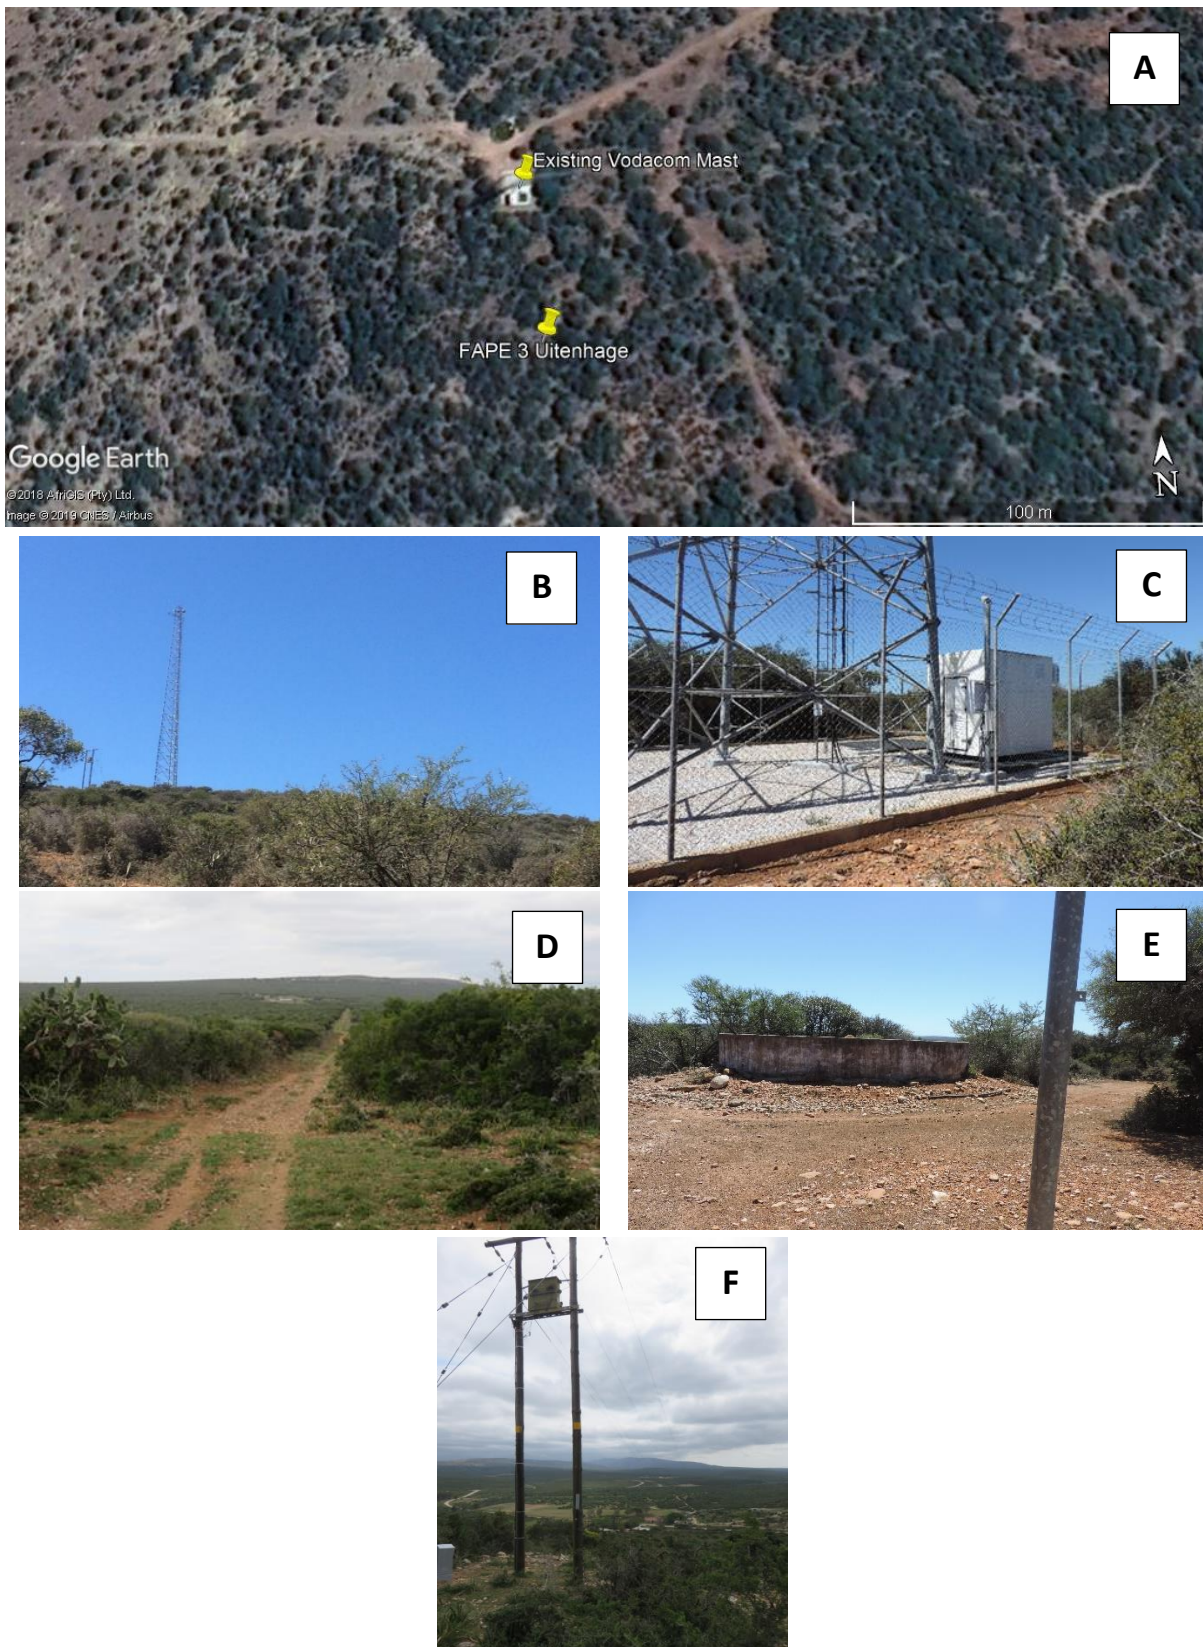 A
Existing Vodacom Mast
FAPE 3 Uitenhage
Google Earth
©2018 AfriGIS (Pty) Ltd.
Image © 2019 CNES / Airbus
N
100 m
B
C
D
E
F